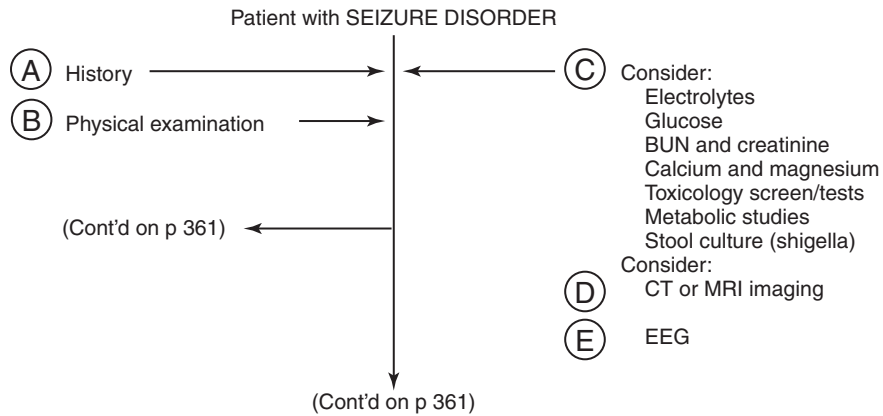 Patient with SEIZURE DISORDER
A History
B Physical examination
C Consider:
Electrolytes
Glucose
BUN and creatinine
Calcium and magnesium
Toxicology screen/tests
Metabolic studies
Stool culture (shigella)
Consider:
D CT or MRI imaging
E EEG
(Cont'd on p 361)
(Cont'd on p 361)